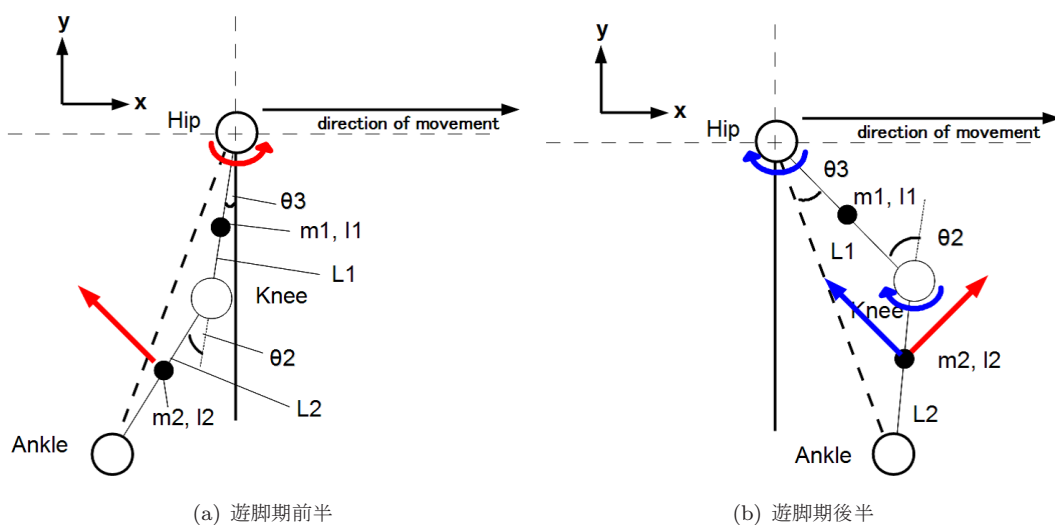 y
x
Hip
direction of movement
θ3
m1, I1
L1
Knee
θ2
m2, I2
L2
Ankle
(a) 遊脚期前半
y
x
Hip
direction of movement
θ3
m1, I1
L1
θ2
Knee
m2, I2
L2
Ankle
(b) 遊脚期後半